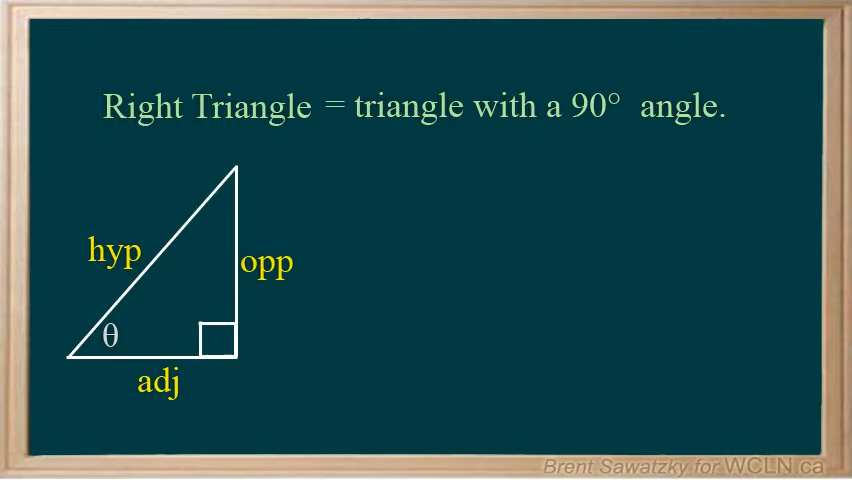 Right Triangle = triangle with a 90° angle.
hyp
opp
θ
adj
Brent Sawatzky for WCLN.ca